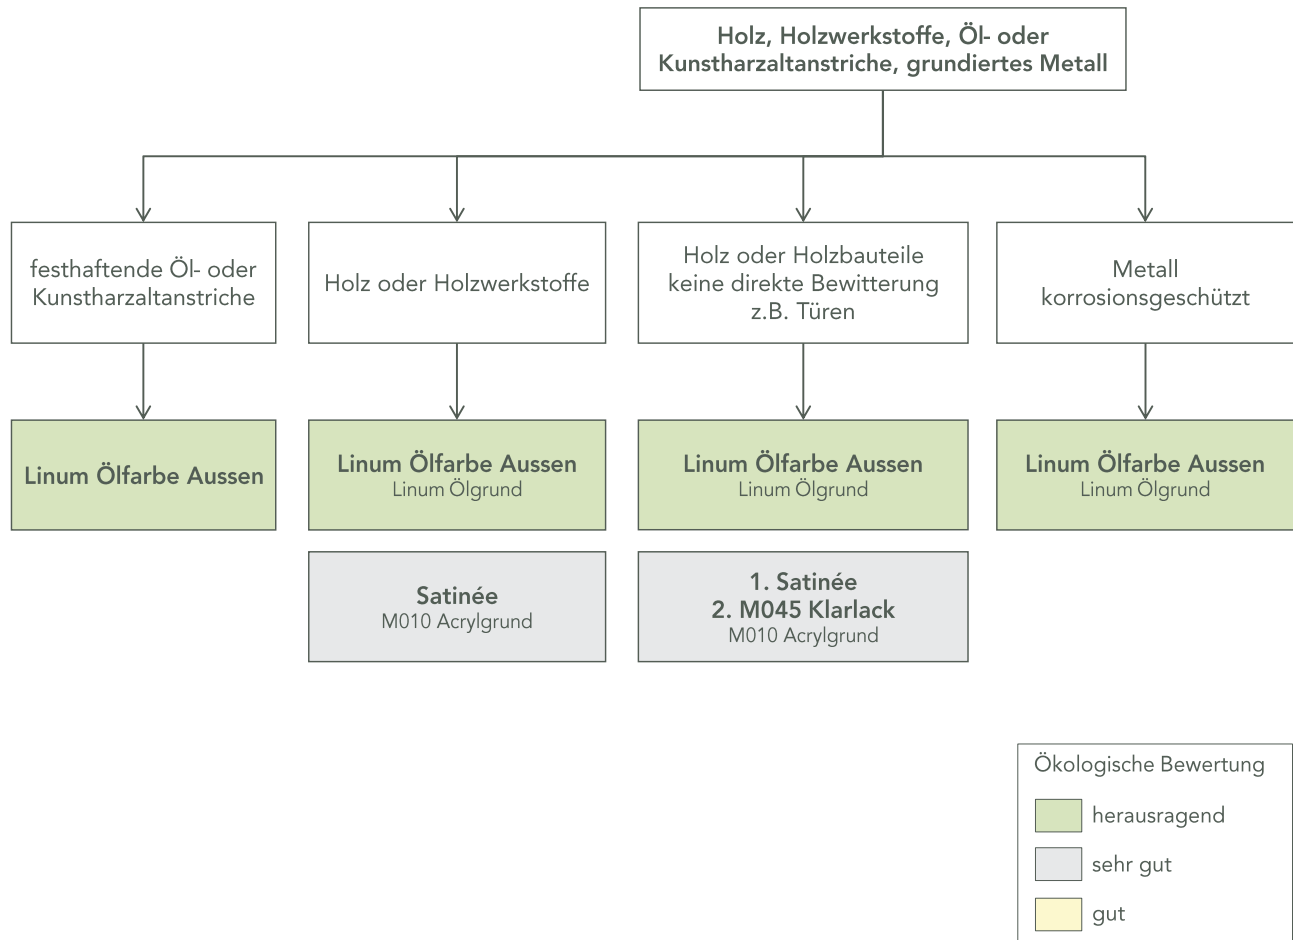 Holz, Holzwerkstoffe, Öl- oder
Kunstharzaltanstriche, grundiertes Metall
festhaftende Öl- oder
Kunstharzaltanstriche
Holz oder Holzwerkstoffe
Holz oder Holzbauteile
keine direkte Bewitterung
z.B. Türen
Metall
korrosionsgeschützt
Linum Ölfarbe Aussen
Linum Ölfarbe Aussen
Linum Ölgrund
Linum Ölfarbe Aussen
Linum Ölgrund
Linum Ölfarbe Aussen
Linum Ölgrund
Satinée
M010 Acrylgrund
1. Satinée
2. M045 Klarlack
M010 Acrylgrund
Ökologische Bewertung
herausragend
sehr gut
gut